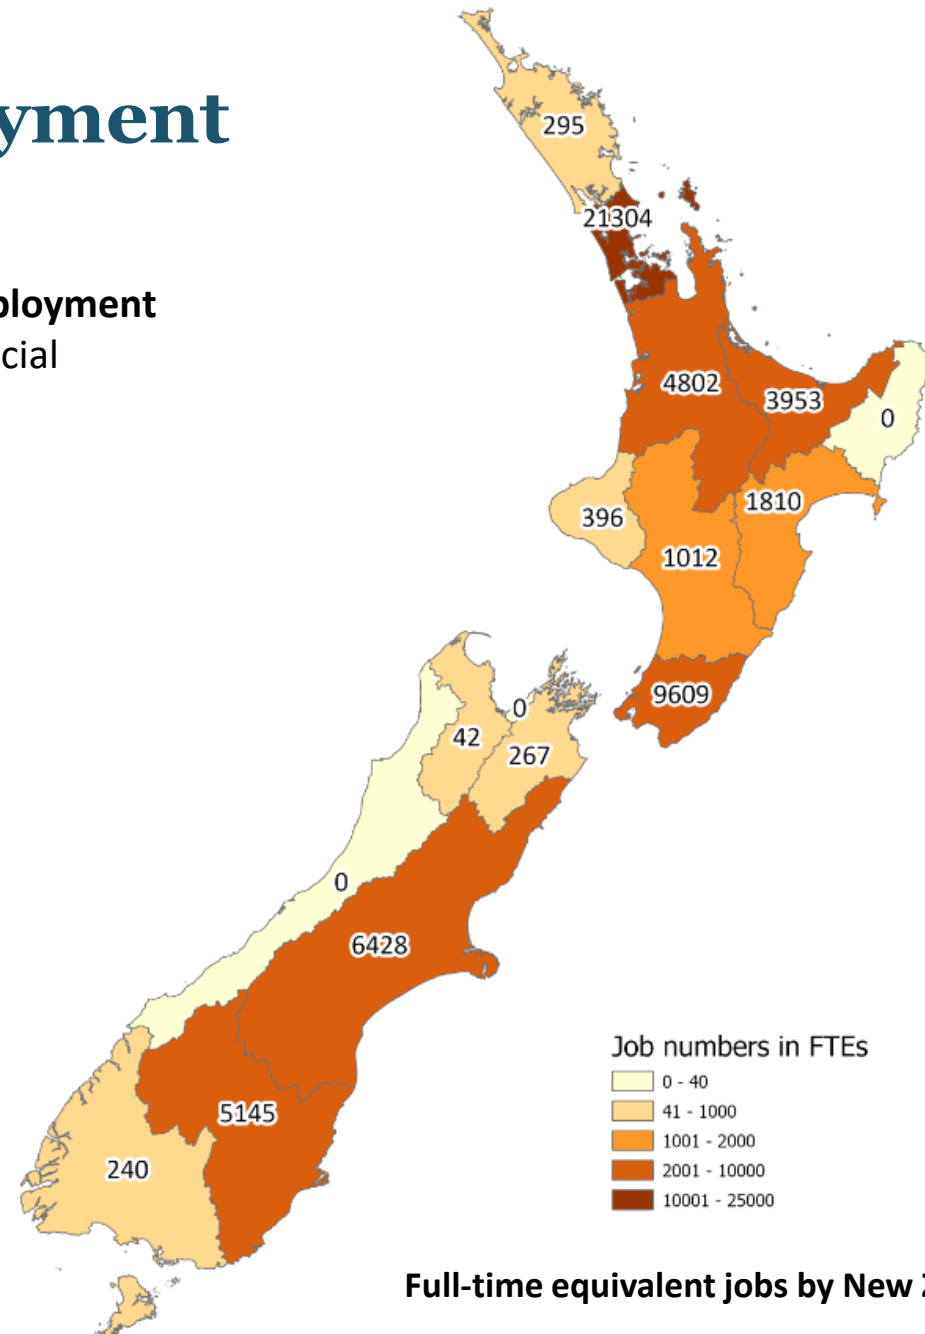 yment
ployment
cial
295
21304
4802
3953
0
1810
396
1012
9609
0
42
267
0
6428
5145
240
Job numbers in FTEs
0 - 40
41 - 1000
1001 - 2000
2001 - 10000
10001 - 25000
Full-time equivalent jobs by New Z